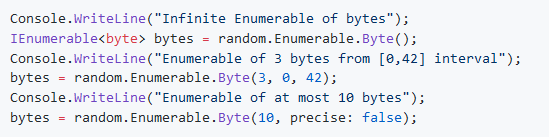 Console.WriteLine("Infinite Enumerable of bytes");
IEnumerable<byte> bytes = random.Enumerable.Byte();
Console.WriteLine("Enumerable of 3 bytes from [0,42] interval");
bytes = random.Enumerable.Byte(3, 0, 42);
Console.WriteLine("Enumerable of at most 10 bytes");
bytes = random.Enumerable.Byte(10, precise: false);